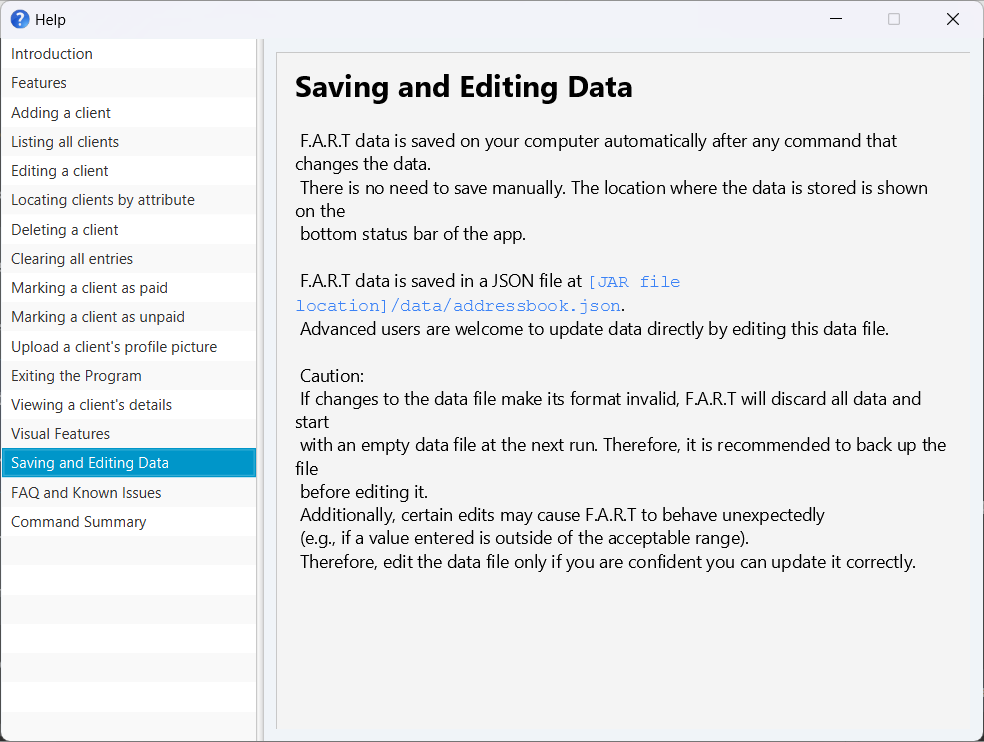 Help
Introduction
Features
Adding a client
Listing all clients
Editing a client
Locating clients by attribute
Deleting a client
Clearing all entries
Marking a client as paid
Marking a client as unpaid
Upload a client's profile picture
Exiting the Program
Viewing a client's details
Visual Features
Saving and Editing Data
FAQ and Known Issues
Command Summary
Saving and Editing Data
F.A.R.T data is saved on your computer automatically after any command that
changes the data.
There is no need to save manually. The location where the data is stored is shown
on the
bottom status bar of the app.
F.A.R.T data is saved in a JSON file at [JAR file
location]/data/addressbook.json.
Advanced users are welcome to update data directly by editing this data file.
Caution:
If changes to the data file make its format invalid, F.A.R.T will discard all data and
start
with an empty data file at the next run. Therefore, it is recommended to back up the
file
before editing it.
Additionally, certain edits may cause F.A.R.T to behave unexpectedly
(e.g., if a value entered is outside of the acceptable range).
Therefore, edit the data file only if you are confident you can update it correctly.